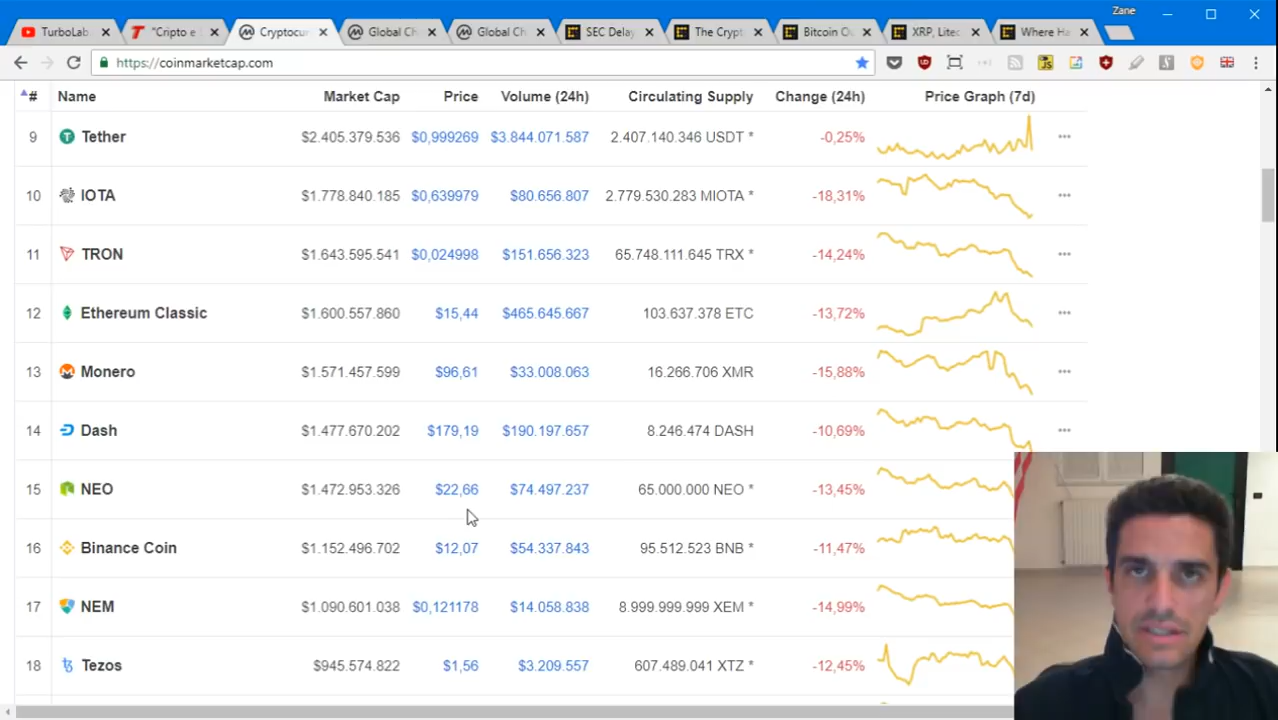 Zane
TurboLab
"Cripto e l
Cryptocur
Global Ch
Global Ch
SEC Delay
The Crypt
Bitcoin O
XRP, Litec
Where Ha
https://coinmarketcap.com
# Name Market Cap Price Volume (24h) Circulating Supply Change (24h) Price Graph (7d)
9 Tether $2.405.379.536 $0,999269 $3.844.071.587 2.407.140.346 USDT * -0,25%
10 IOTA $1.778.840.185 $0,639979 $80.656.807 2.779.530.283 MIOTA * -18,31%
11 TRON $1.643.595.541 $0,024998 $151.656.323 65.748.111.645 TRX * -14,24%
12 Ethereum Classic $1.600.557.860 $15,44 $465.645.667 103.637.378 ETC -13,72%
13 Monero $1.571.457.599 $96,61 $33.008.063 16.266.706 XMR -15,88%
14 Dash $1.477.670.202 $179,19 $190.197.657 8.246.474 DASH -10,69%
15 NEO $1.472.953.326 $22,66 $74.497.237 65.000.000 NEO * -13,45%
16 Binance Coin $1.152.496.702 $12,07 $54.337.843 95.512.523 BNB * -11,47%
17 NEM $1.090.601.038 $0,121178 $14.058.838 8.999.999.999 XEM * -14,99%
18 Tezos $945.574.822 $1,56 $3.209.557 607.489.041 XTZ * -12,45%